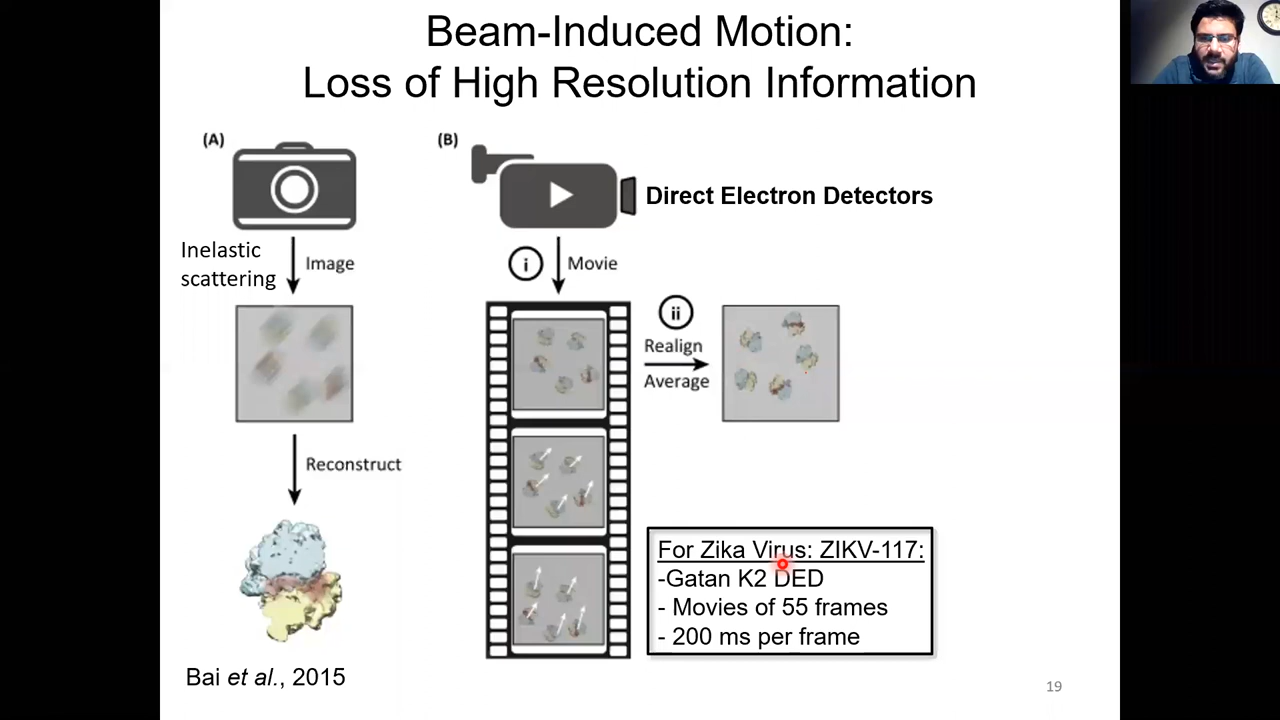 Beam-Induced Motion:
Loss of High Resolution Information
(A)
(B)
Direct Electron Detectors
Inelastic
scattering
Image
i
Movie
ii
Realign
Average
Reconstruct
For Zika Virus: ZIKV-117:
-Gatan K2 DED
- Movies of 55 frames
- 200 ms per frame
Bai et al., 2015
19